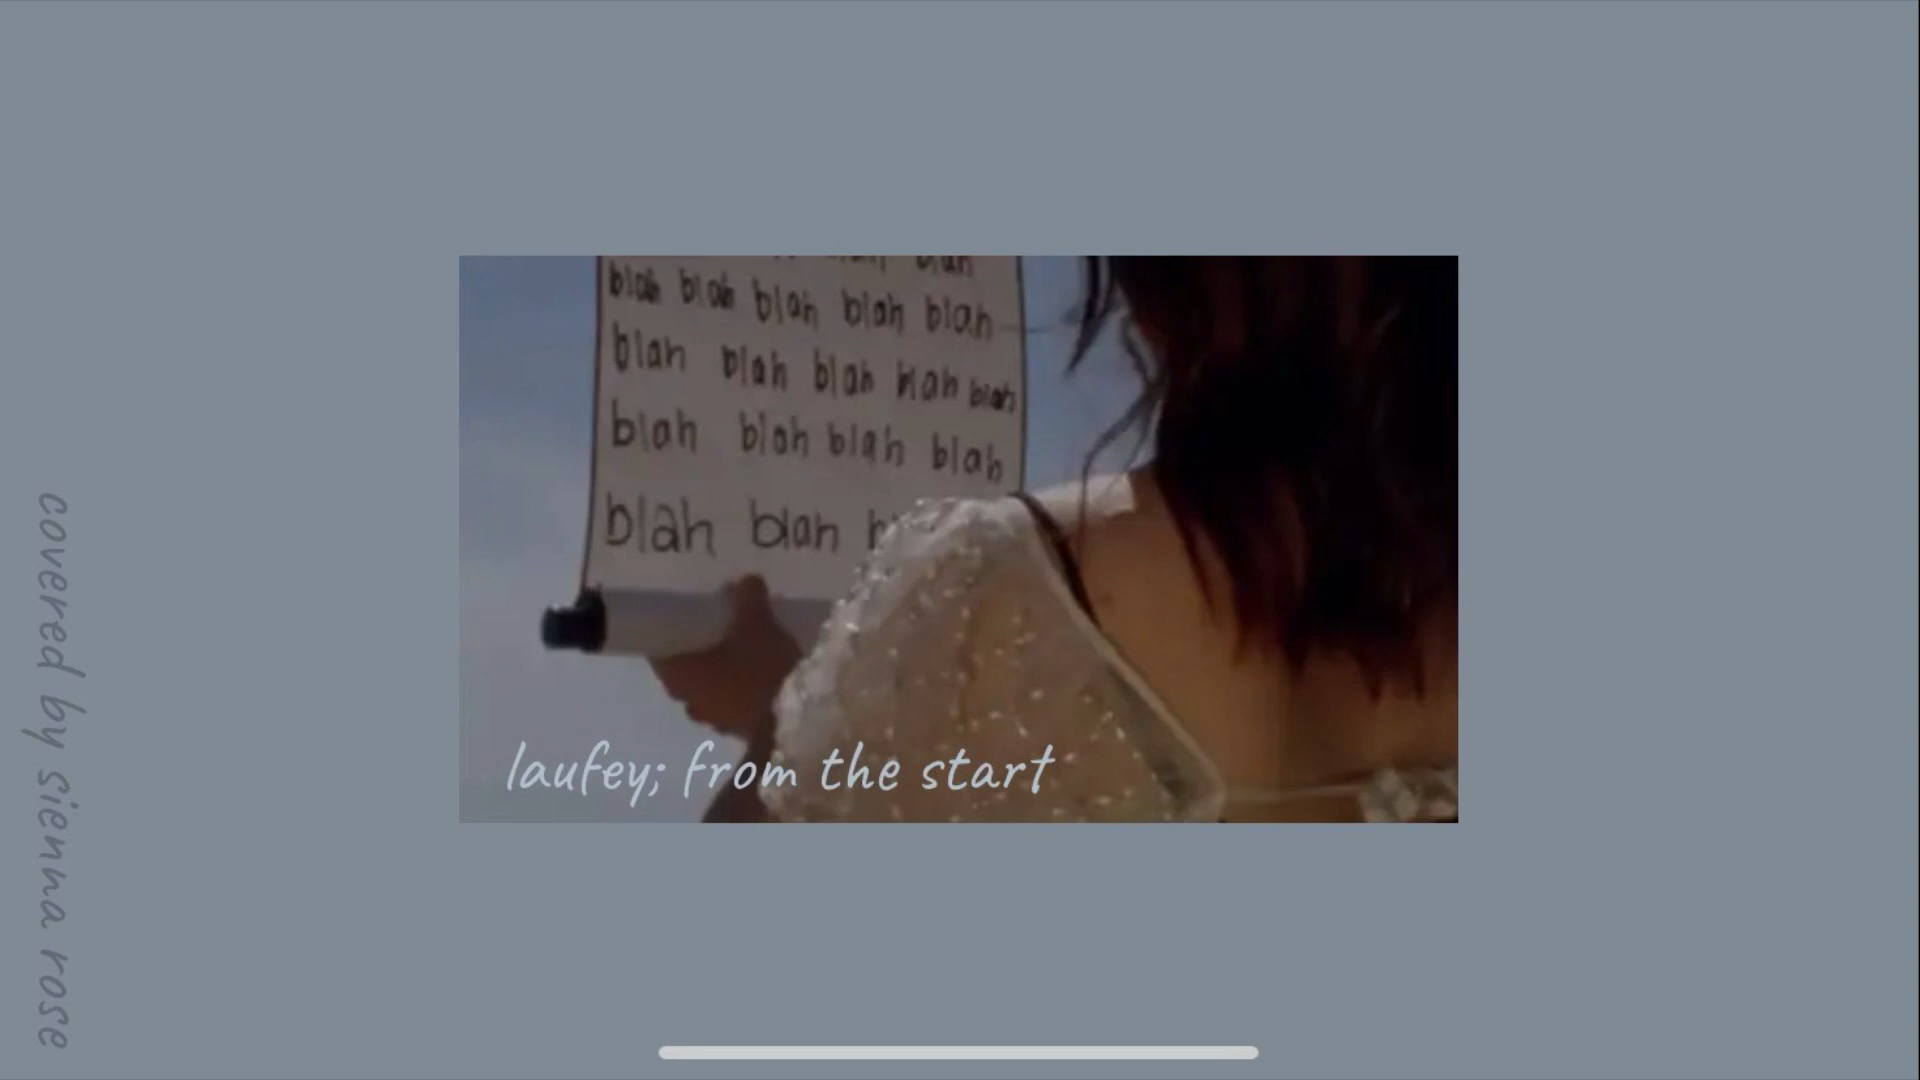 blah
blah blah blah blah blah
blah blah blah blah blah
blah blah blah blah
blah blah
laufey; from the start
covered by sienna rose